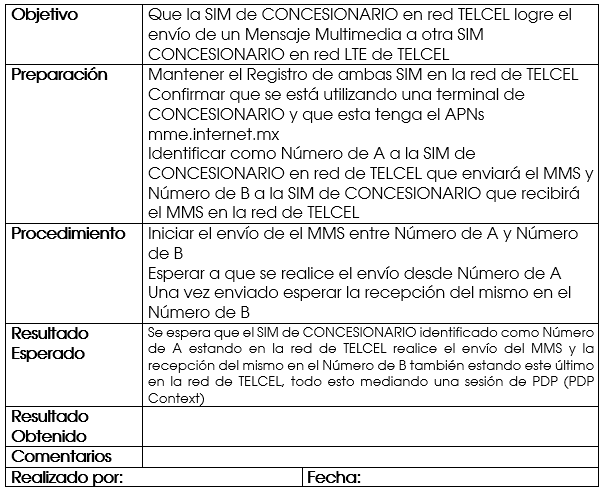 Objetivo
Que la SIM de CONCESIONARIO en red TELCEL logre el
envío de un Mensaje Multimedia a otra SIM
CONCESIONARIO en red LTE de TELCEL
Preparación
Mantener el Registro de ambas SIM en la red de TELCEL
Confirmar que se está utilizando una terminal de
CONCESIONARIO y que esta tenga el APNs
mme.internet.mx
Identificar como Número de A a la SIM de
CONCESIONARIO en red de TELCEL que enviará el MMS y
Número de B a la SIM de CONCESIONARIO que recibirá
el MMS en la red de TELCEL
Procedimiento
Iniciar el envío de el MMS entre Número de A y Número
de B
Esperar a que se realice el envío desde Número de A
Una vez enviado esperar la recepción del mismo en el
Número de B
Resultado
Esperado
Se espera que el SIM de CONCESIONARIO identificado como Número
de A estando en la red de TELCEL realice el envío del MMS y la
recepción del mismo en el Número de B también estando este último
en la red de TELCEL, todo esto mediando una sesión de PDP (PDP
Context)
Resultado
Obtenido
Comentarios
Realizado por:
Fecha: